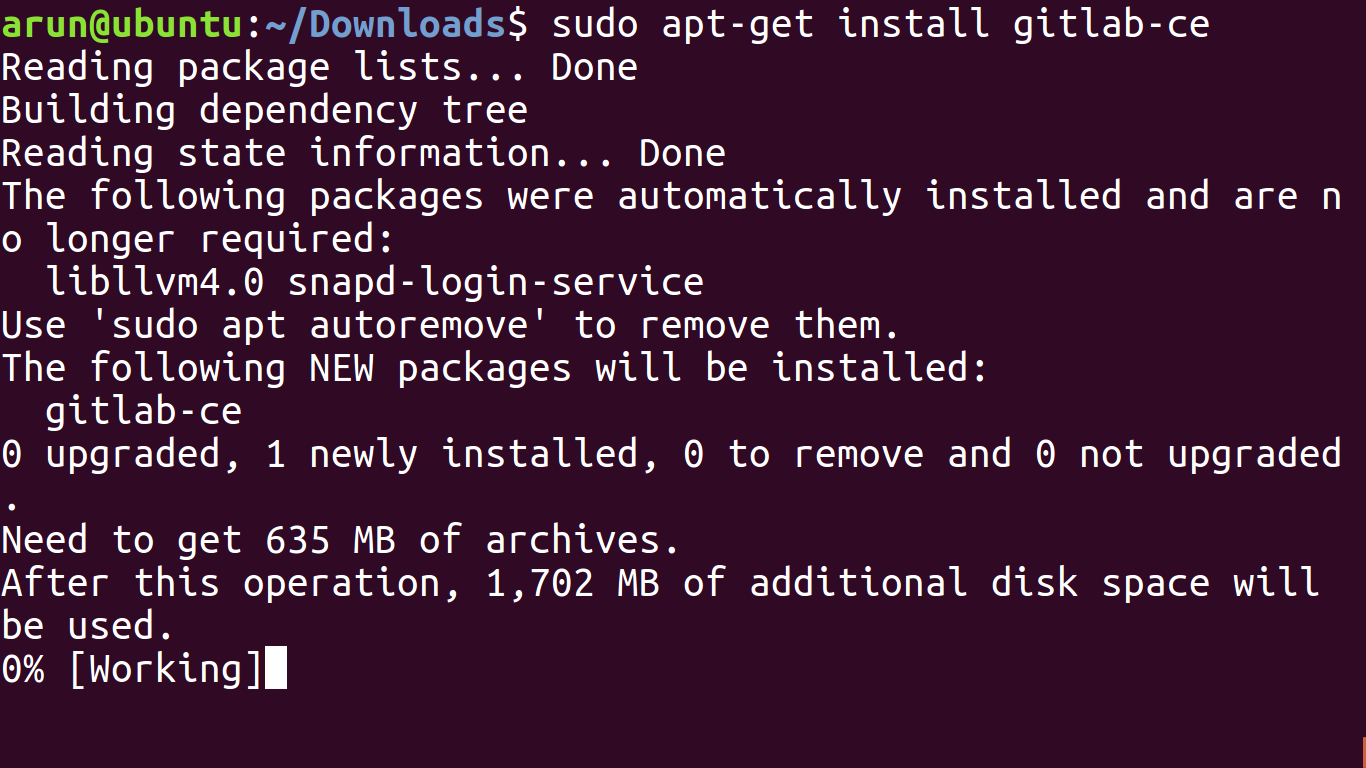 arun@ubuntu:~/Downloads$ sudo apt-get install gitlab-ce
Reading package lists... Done
Building dependency tree
Reading state information... Done
The following packages were automatically installed and are n
o longer required:
  libllvm4.0 snapd-login-service
Use 'sudo apt autoremove' to remove them.
The following NEW packages will be installed:
  gitlab-ce
0 upgraded, 1 newly installed, 0 to remove and 0 not upgraded
.
Need to get 635 MB of archives.
After this operation, 1,702 MB of additional disk space will
be used.
0% [Working]